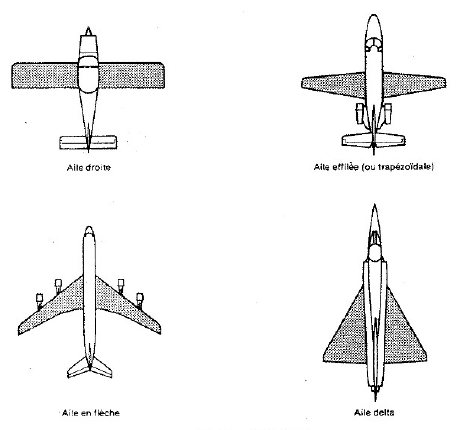 Aile droite
Aile effilée (ou trapézoïdale)
Aile en flèche
Aile delta